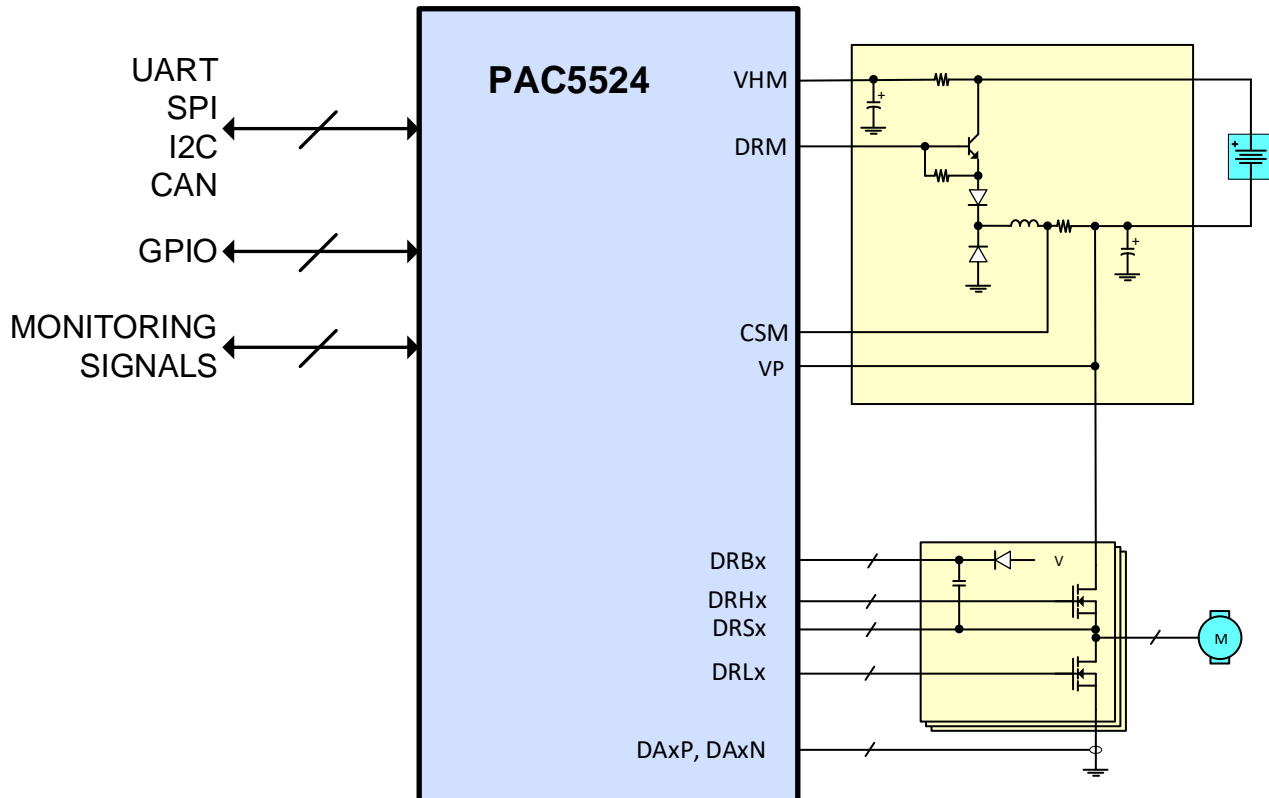 PAC5524
UART
SPI
I2C
CAN
GPIO
MONITORING
SIGNALS
VHM
DRM
+
+
+
CSM
VP
DRBx
V
DRHx
DRSx
M
DRLx
DAxP, DAxN